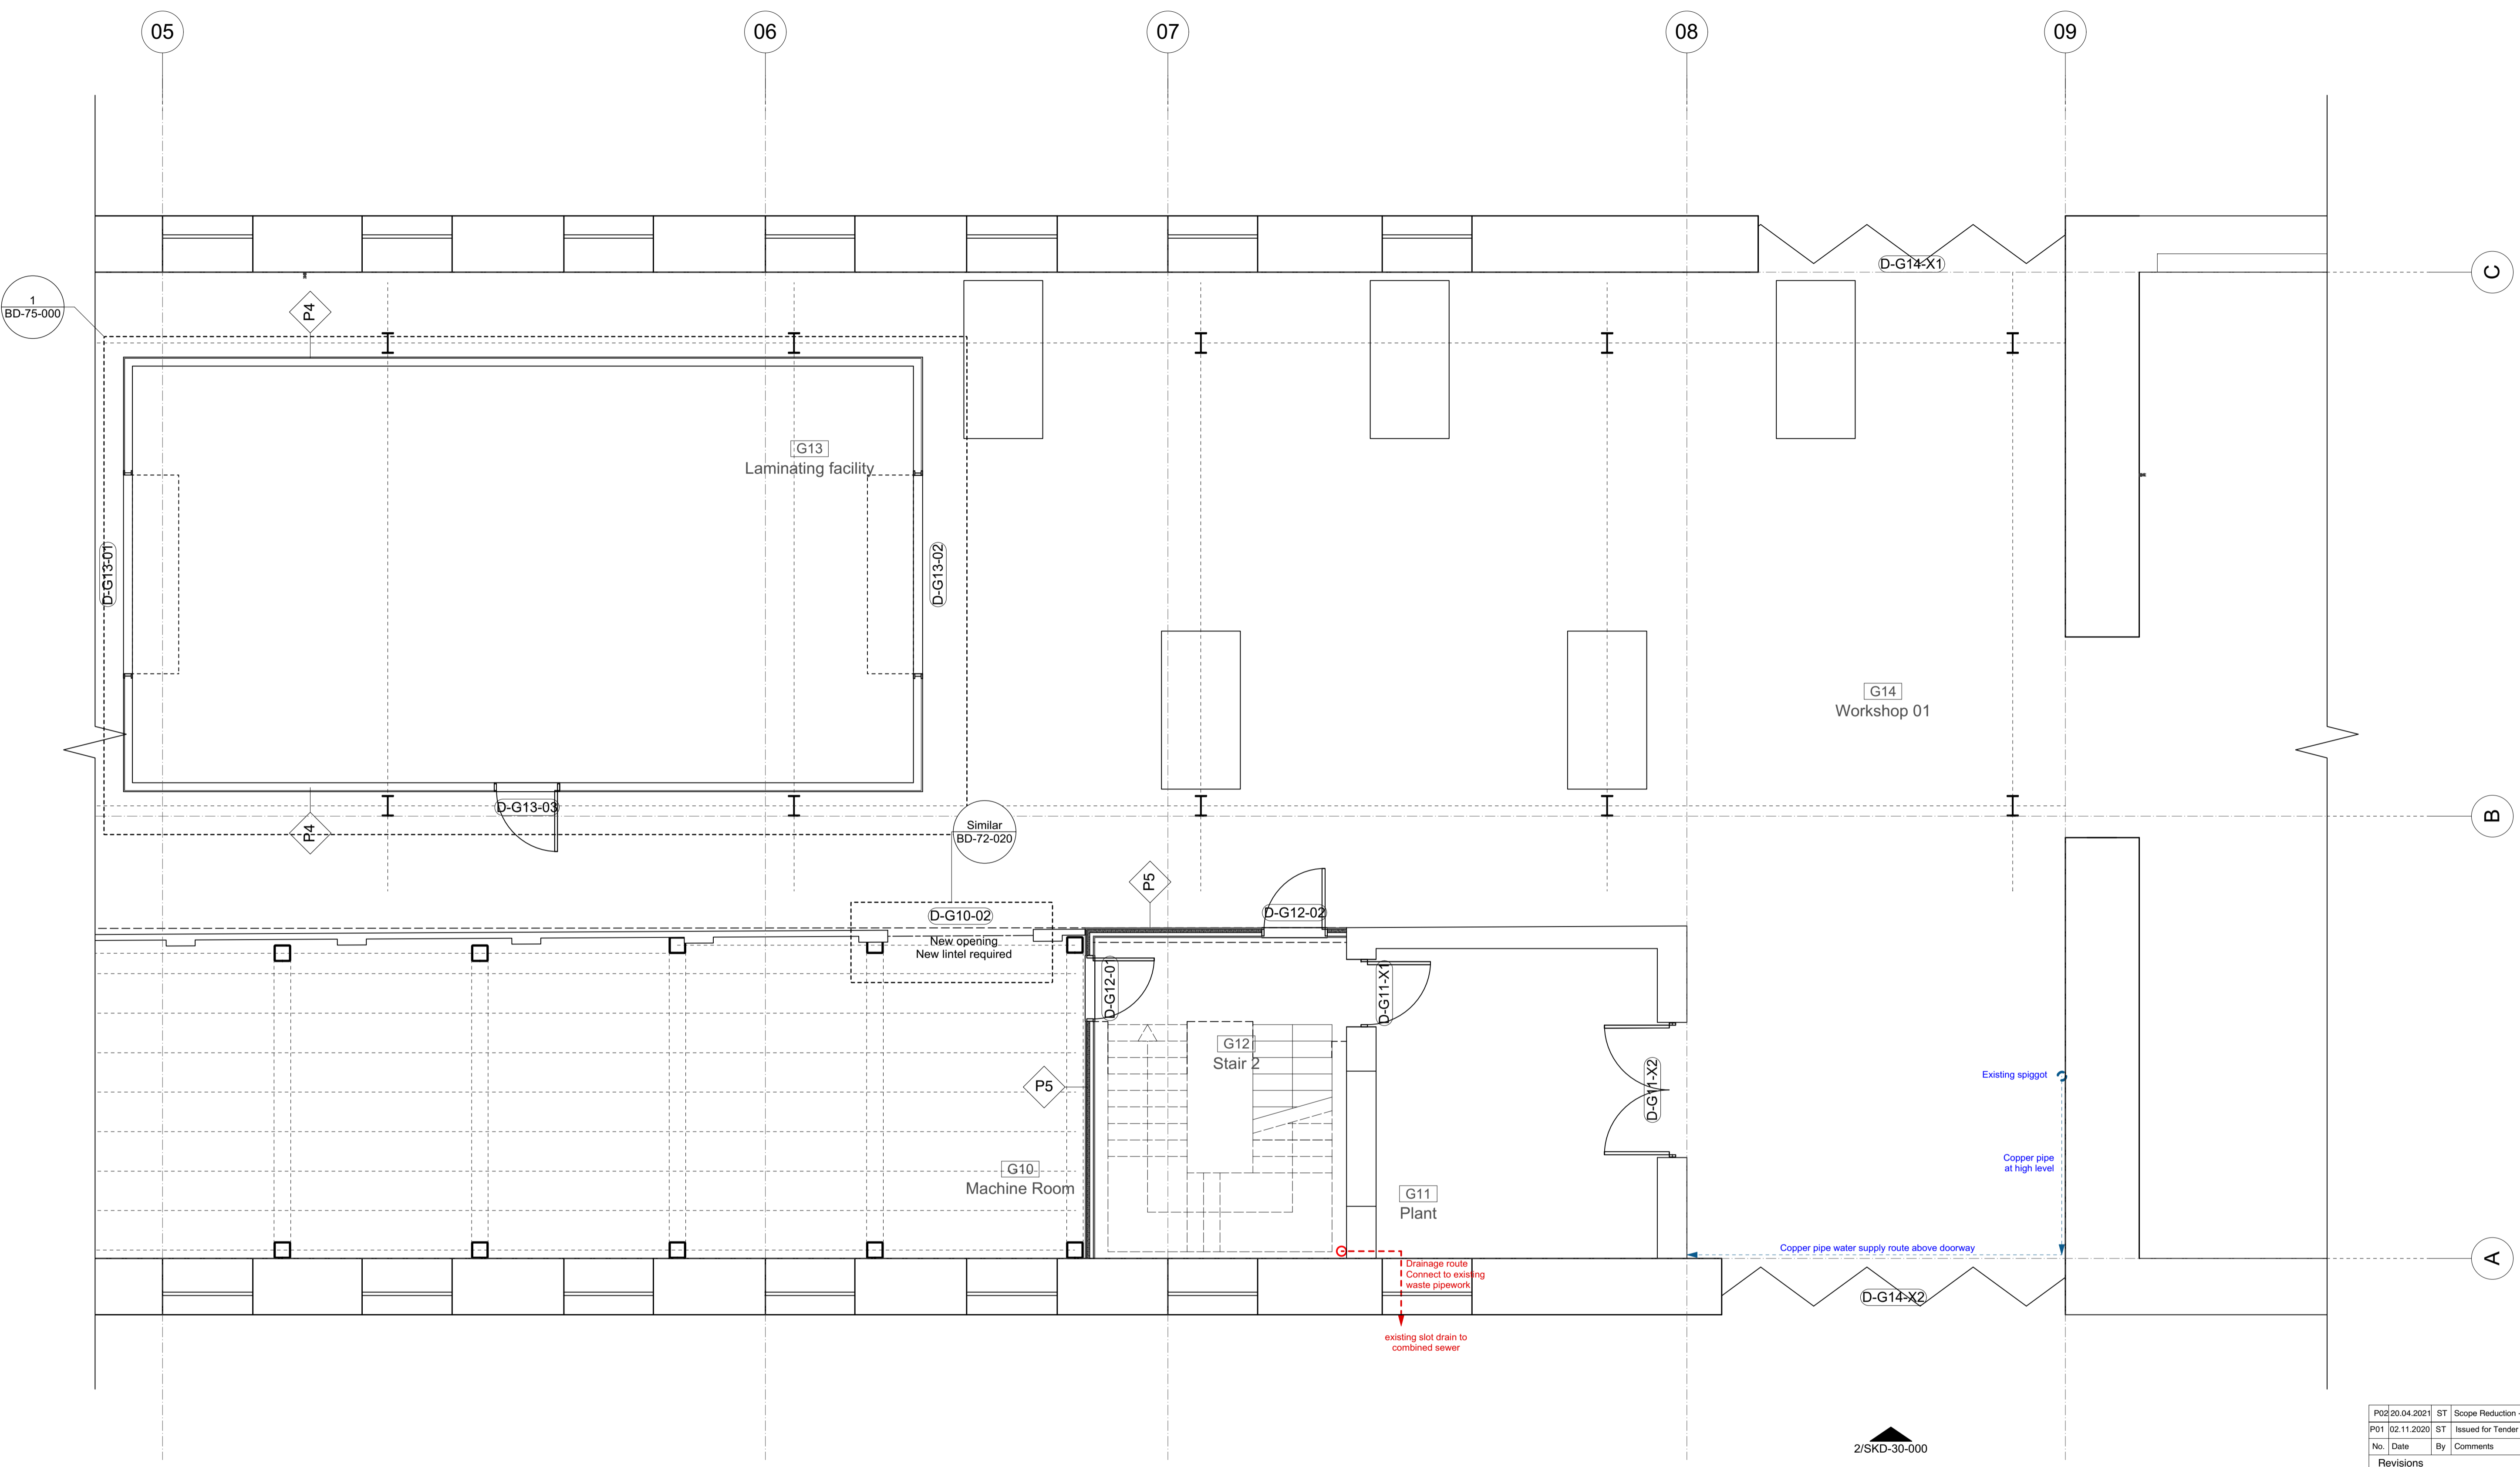 05
06
07
08
09
D-G14-X1
C
1
BD-75-000
P4
G13
Laminating facility
D-G13-01
D-G13-02
G14
Workshop 01
D-G13-03
B
P4
Similar
BD-72-020
P5
D-G10-02
D-G12-02
New opening
New lintel required
D-G12-01
D-G11-X1
G12
Stair 2
P5
D-G11-X2
Existing spiggot
Copper pipe
at high level
G10
Machine Room
G11
Plant
Copper pipe water supply route above doorway
A
Drainage route
Connect to existing
waste pipework
D-G14-X2
existing slot drain to
combined sewer
2/SKD-30-000
P02 20.04.2021 ST Scope Reduction -
P01 02.11.2020 ST Issued for Tender
No. Date By Comments
Revisions